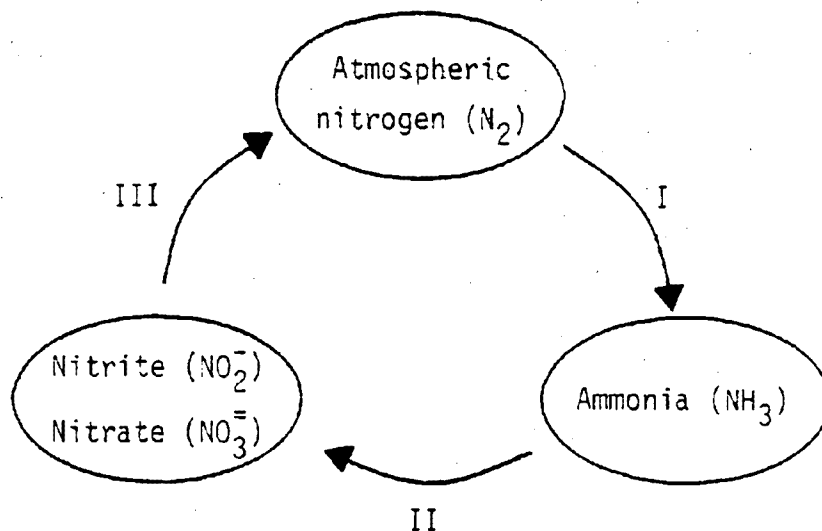 Atmospheric
nitrogen (N₂)
III
I
Nitrite (NO₂⁻)
Nitrate (NO₃⁼)
Ammonia (NH₃)
II